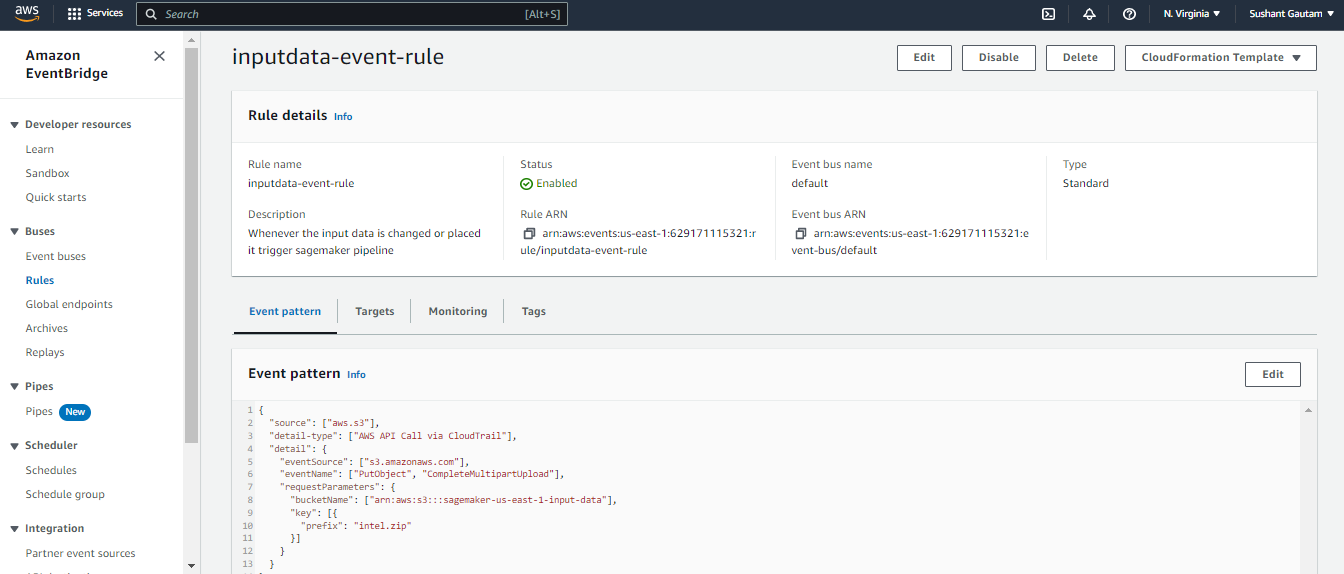 aws
Services
Search
[Alt+S]
N. Virginia
Sushant Gautam
Amazon
EventBridge
Developer resources
Learn
Sandbox
Quick starts
Buses
Event buses
Rules
Global endpoints
Archives
Replays
Pipes
Pipes New
Scheduler
Schedules
Schedule group
Integration
Partner event sources
inputdata-event-rule
Edit
Disable
Delete
CloudFormation Template
Rule details Info
Rule name
inputdata-event-rule
Description
Whenever the input data is changed or placed
it trigger sagemaker pipeline
Status
Enabled
Rule ARN
arn:aws:events:us-east-1:629171115321:r
ule/inputdata-event-rule
Event bus name
default
Event bus ARN
arn:aws:events:us-east-1:629171115321:e
vent-bus/default
Type
Standard
Event pattern
Targets
Monitoring
Tags
Event pattern Info
Edit
1 {
2 "source": ["aws.s3"],
3 "detail-type": ["AWS API Call via CloudTrail"],
4 "detail": {
5 "eventSource": ["s3.amazonaws.com"],
6 "eventName": ["PutObject", "CompleteMultipartUpload"],
7 "requestParameters": {
8 "bucketName": ["arn:aws:s3:::sagemaker-us-east-1-input-data"],
9 "key": [{
10 "prefix": "intel.zip"
11 }]
12 }
13 }